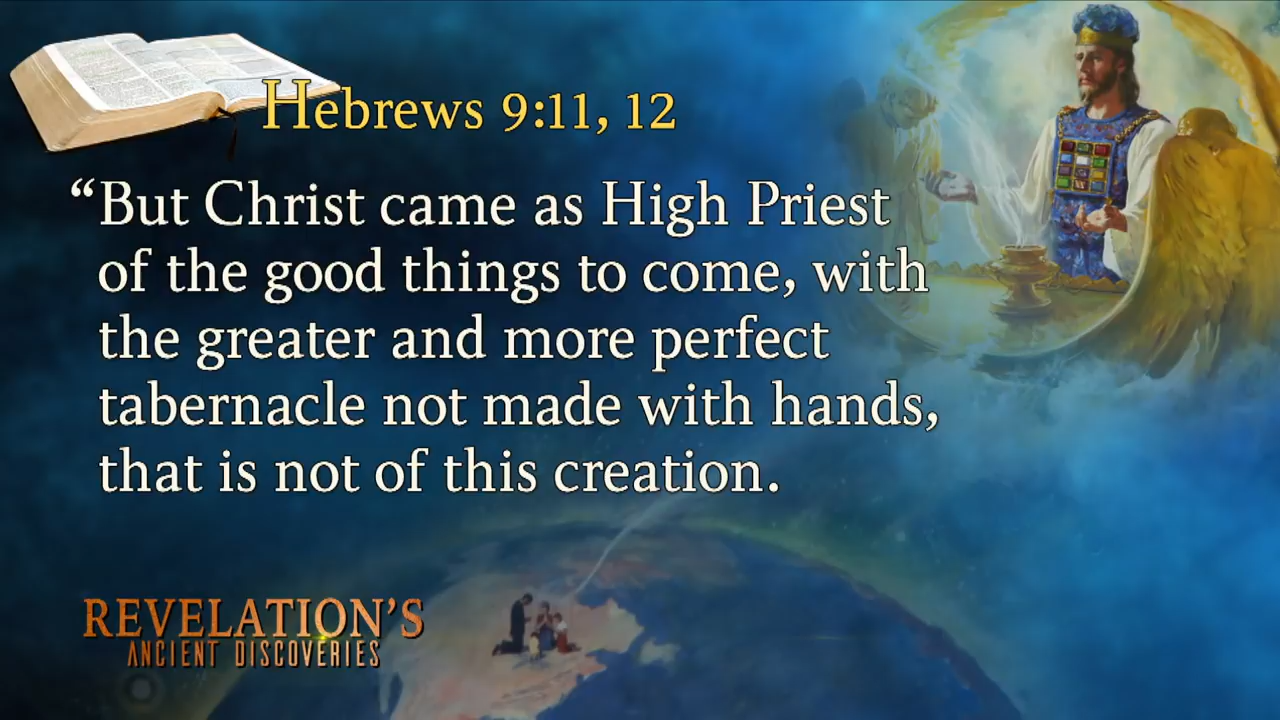 Hebrews 9:11, 12
“But Christ came as High Priest
of the good things to come, with
the greater and more perfect
tabernacle not made with hands,
that is not of this creation.
REVELATION’S
ANCIENT DISCOVERIES